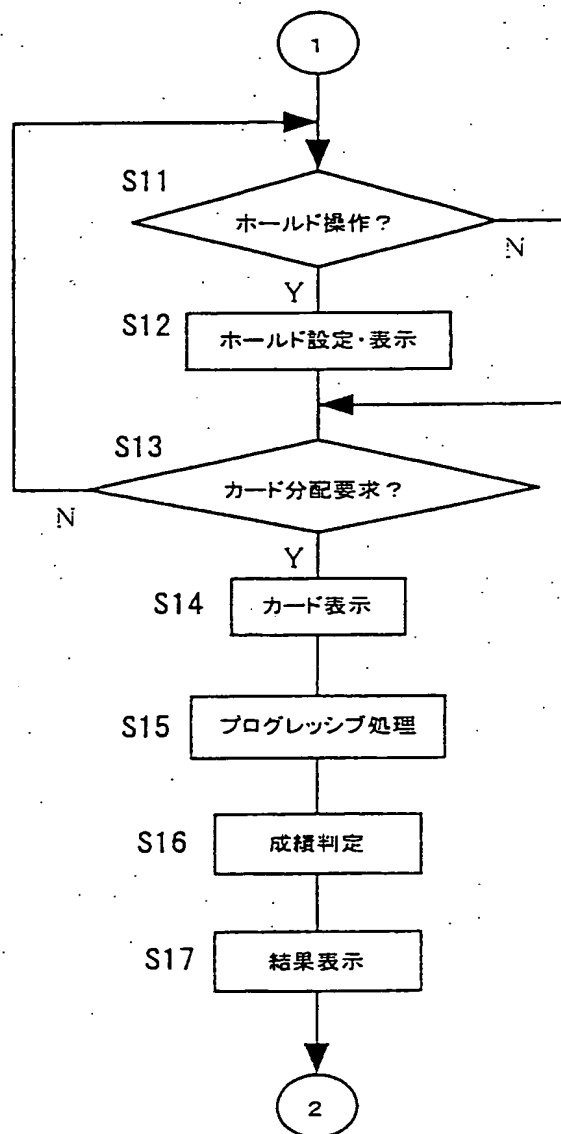 1
S11
ホールド操作?
N
Y
S12
ホールド設定・表示
S13
カード分配要求?
N
Y
S14
カード表示
S15
プログレッシブ処理
S16
成績判定
S17
結果表示
2